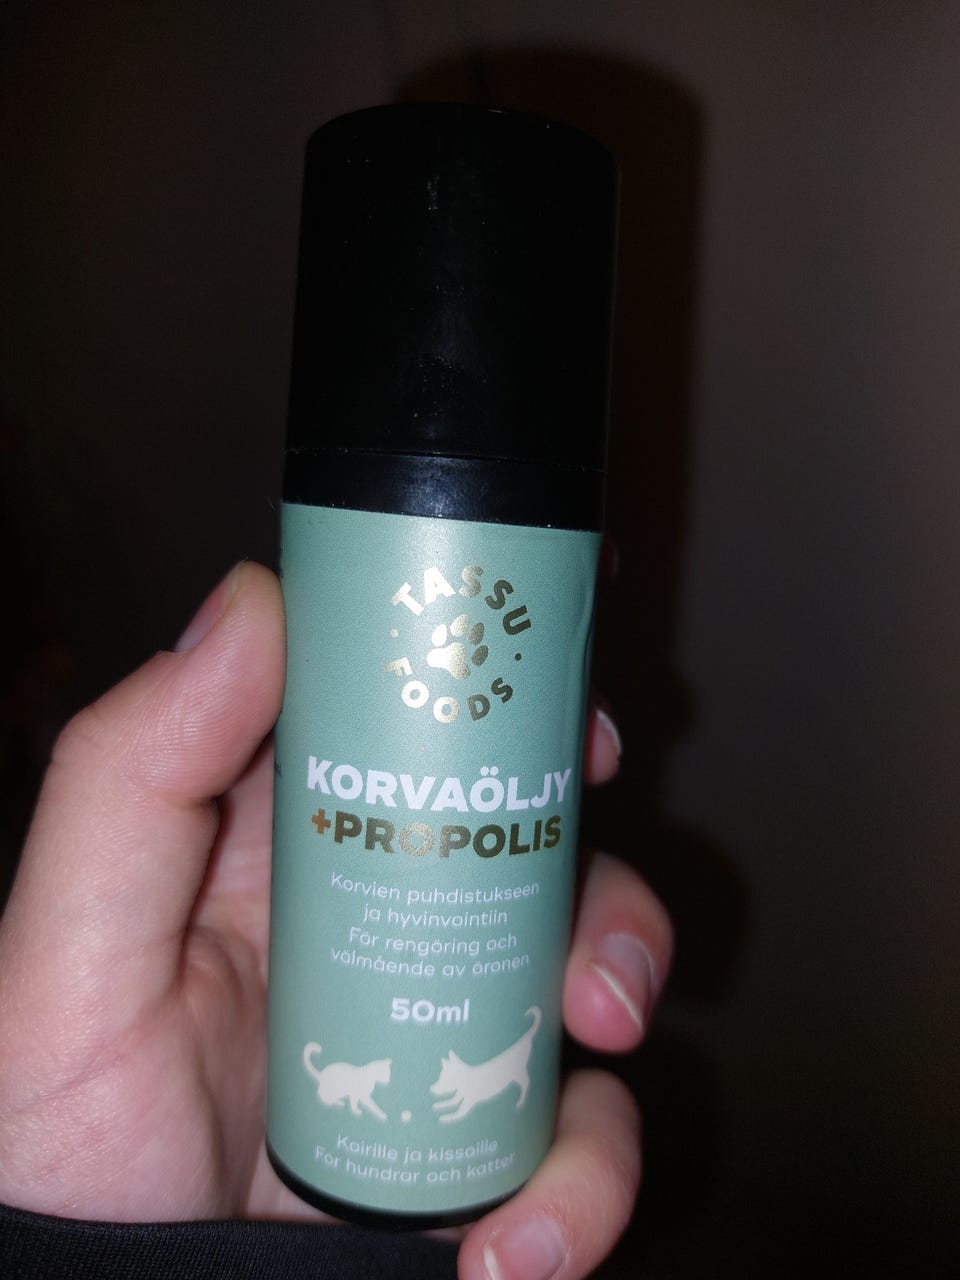 TASSU
FOODS
KORVAÖLJY
+PROPOLIS
Korvien puhdistukseen
ja hyvinvointiin
För rengöring och
välmående av öronen
50ml
Koirille ja kissoille
För hundrar och katter